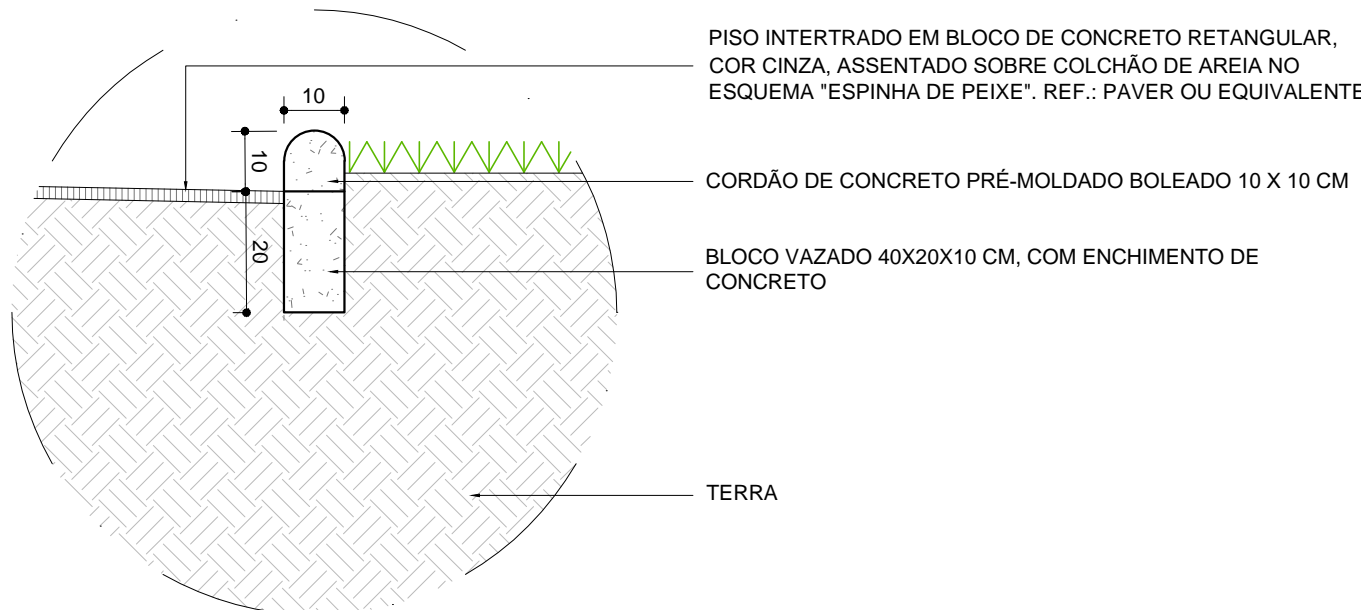 PISO INTERTRADO EM BLOCO DE CONCRETO RETANGULAR,
COR CINZA, ASSENTADO SOBRE COLCHÃO DE AREIA NO
ESQUEMA "ESPINHA DE PEIXE". REF.: PAVER OU EQUIVALENTE
10
10
CORDÃO DE CONCRETO PRÉ-MOLDADO BOLEADO 10 X 10 CM
20
BLOCO VAZADO 40X20X10 CM, COM ENCHIMENTO DE
CONCRETO
TERRA